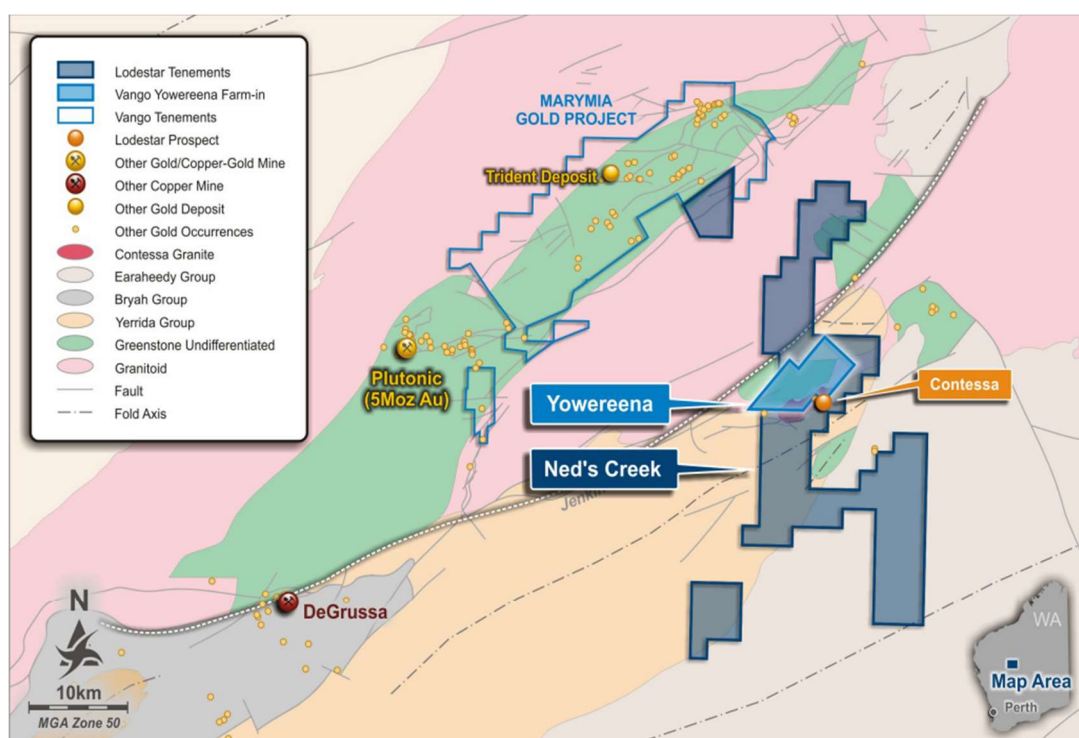 Lodestar Tenements
Vango Yowereena Farm-in
Vango Tenements
Lodestar Prospect
Other Gold/Copper-Gold Mine
Other Copper Mine
Other Gold Deposit
Other Gold Occurrences
Contessa Granite
Earaheedy Group
Bryah Group
Yerrida Group
Greenstone Undifferentiated
Granitoid
Fault
Fold Axis
MARYMIA
GOLD PROJECT
Trident Deposit
Plutonic
(5Moz Au)
Yowereena
Contessa
Ned's Creek
DeGrussa
N
10km
MGA Zone 50
WA
Map Area
Perth